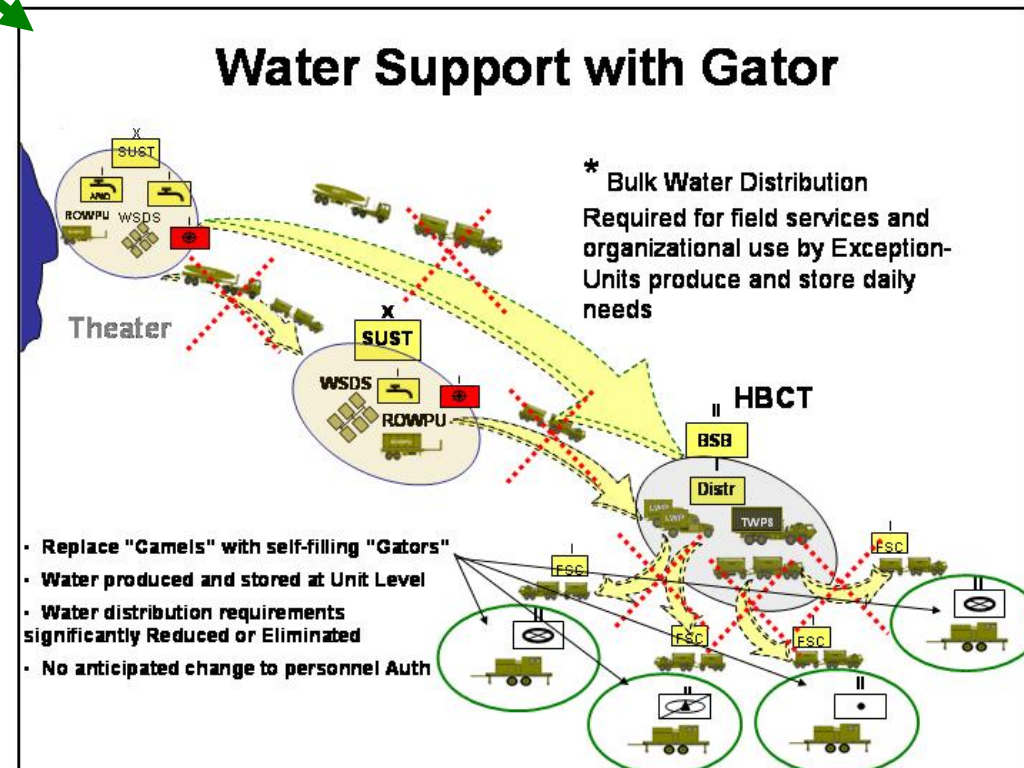 Water Support with Gator
X
SUST
I
I
ARID
ROWPU
WSDS
I
* Bulk Water Distribution
Required for field services and
organizational use by Exception-
Units produce and store daily
needs
Theater
X
SUST
I
I
WSDS
ROWPU
HBCT
II
BSB
I
Distr
LWP
LWP
TWPS
I
FSC
I
FSC
I
FSC
I
FSC
· Replace "Camels" with self-filling "Gators"
· Water produced and stored at Unit Level
· Water distribution requirements
significantly Reduced or Eliminated
· No anticipated change to personnel Auth
II
II
II
II